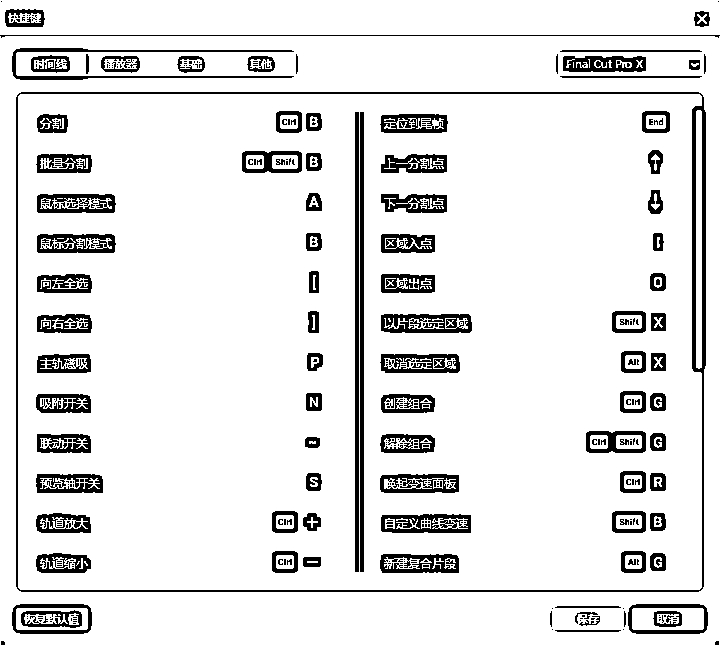 快捷键
时间线 播放器 基础 其他 Final Cut Pro X
分割 Ctrl B
批量分割 Ctrl Shift B
鼠标选择模式 A
鼠标分割模式 B
向左全选 [
向右全选 ]
主轨磁吸 P
吸附开关 N
联动开关 ~
预览轴开关 S
轨道放大 Ctrl +
轨道缩小 Ctrl -
定位到尾帧 End
上一分割点 ↑
下一分割点 ↓
区域入点 I
区域出点 O
以片段选定区域 Shift X
取消选定区域 Alt X
创建组合 Ctrl G
解除组合 Ctrl Shift G
唤起变速面板 Ctrl R
自定义曲线变速 Shift B
新建复合片段 Alt G
恢复默认值 保存 取消